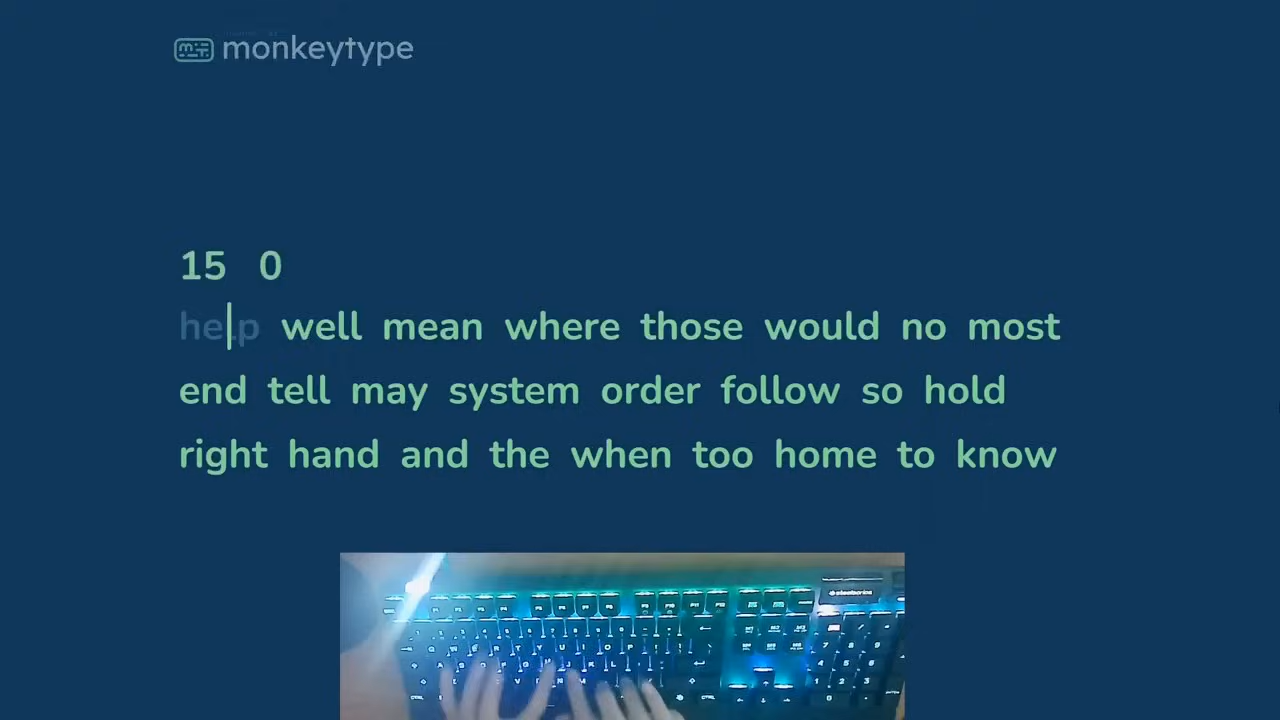 monkeytype
15 0
help well mean where those would no most
end tell may system order follow so hold
right hand and the when too home to know
steelseries